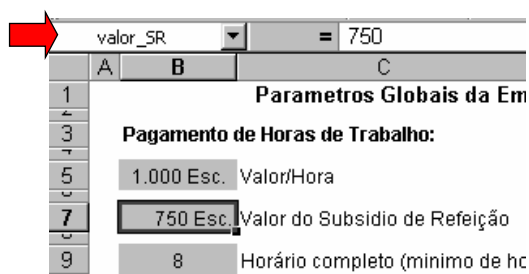 valor_SR = 750
A B C
1 Parametros Globais da Em
3 Pagamento de Horas de Trabalho:
5 1.000 Esc. Valor/Hora
7 750 Esc. Valor do Subsidio de Refeição
9 8 Horário completo (minimo de ho